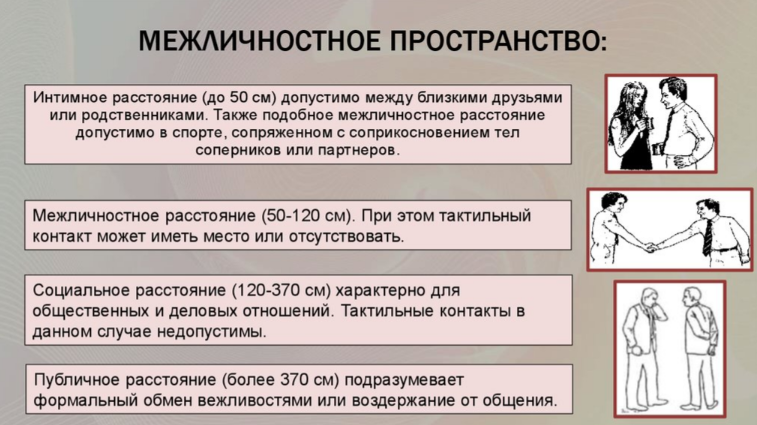 МЕЖЛИЧНОСТНОЕ ПРОСТРАНСТВО:
Интимное расстояние (до 50 см) допустимо между близкими друзьями
или родственниками. Также подобное межличностное расстояние
допустимо в спорте, сопряженном с соприкосновением тел
соперников или партнеров.
Межличностное расстояние (50-120 см). При этом тактильный
контакт может иметь место или отсутствовать.
Социальное расстояние (120-370 см) характерно для
общественных и деловых отношений. Тактильные контакты в
данном случае недопустимы.
Публичное расстояние (более 370 см) подразумевает
формальный обмен вежливостями или воздержание от общения.